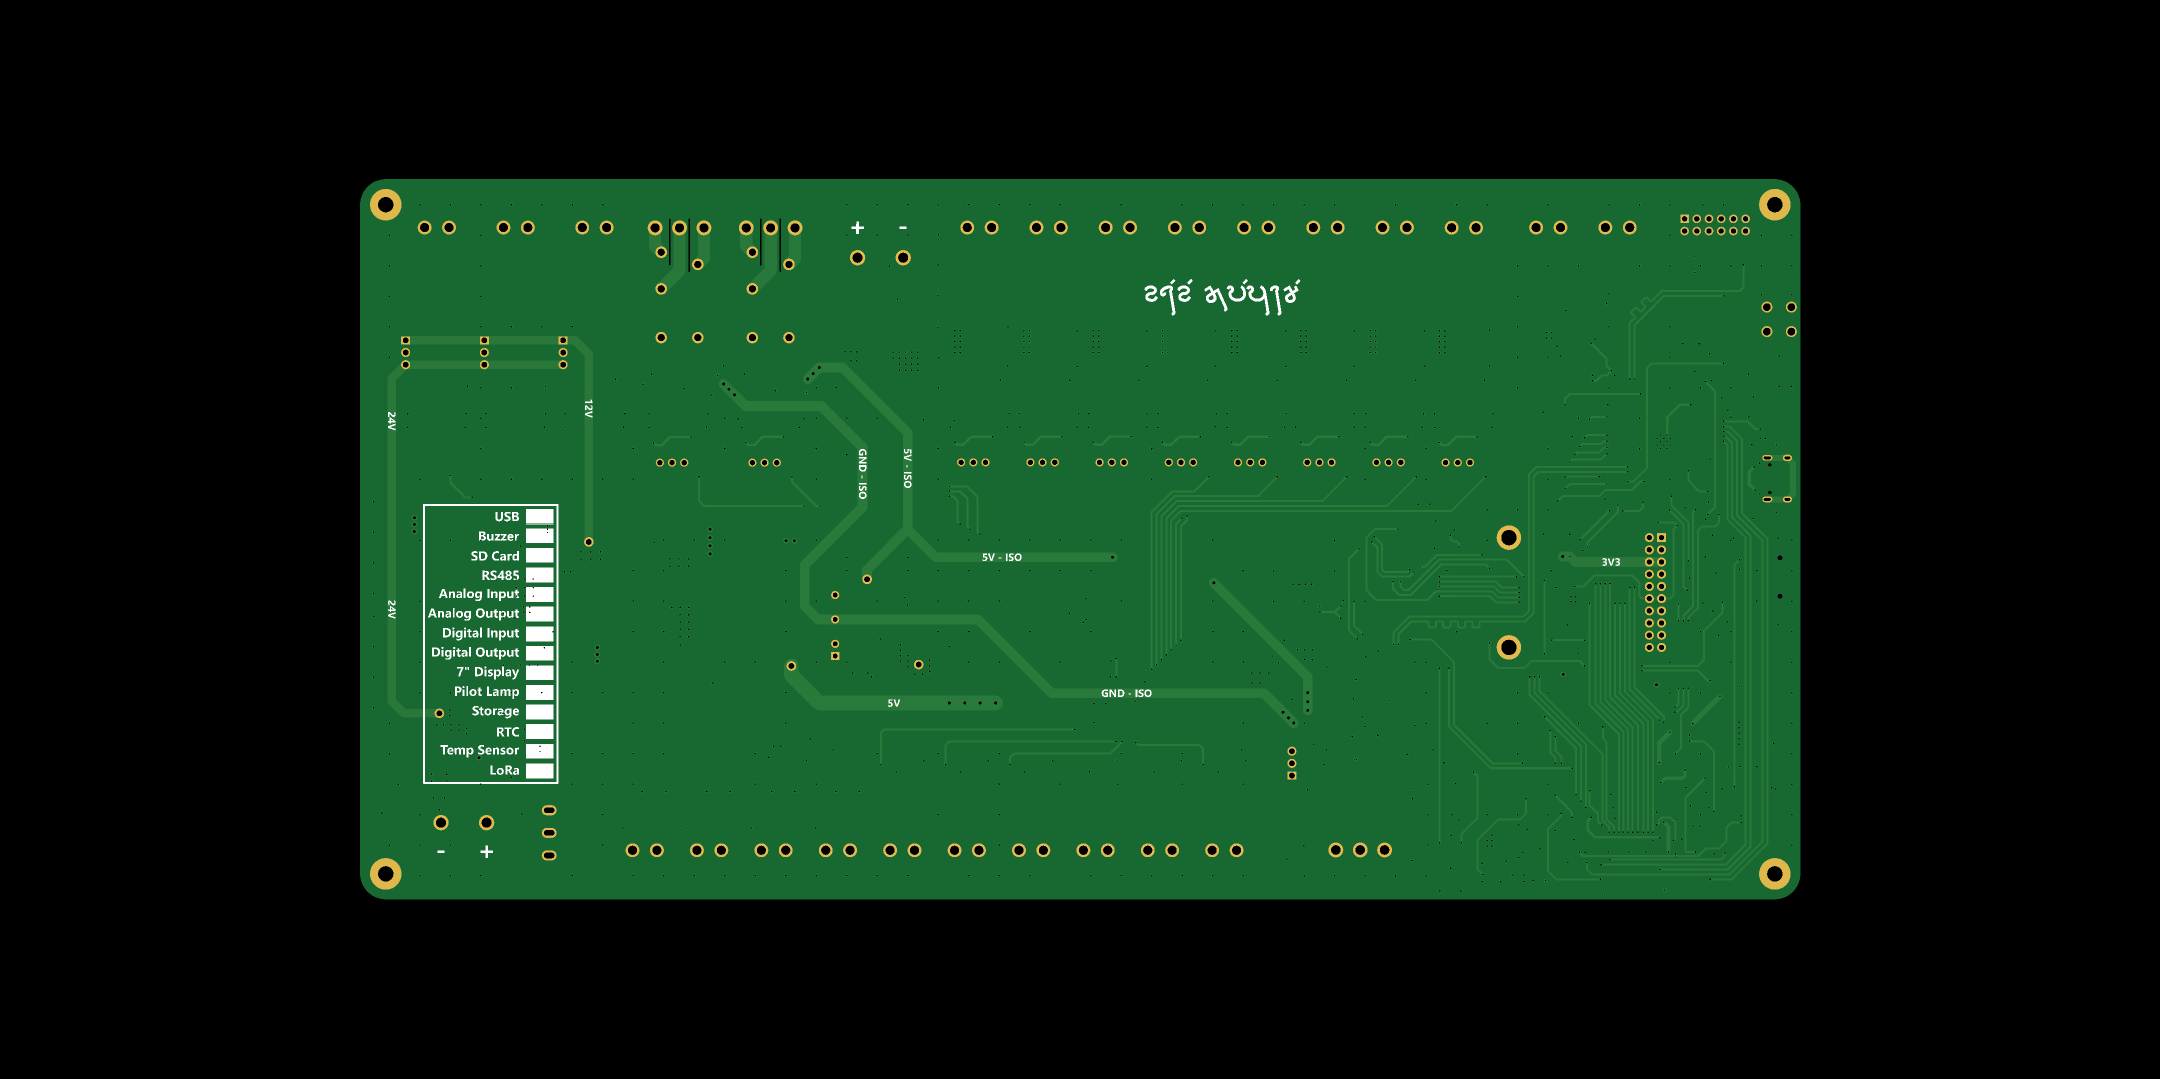 + -
24V
12V
GND - ISO
5V - ISO
USB
Buzzer
SD Card
RS485
Analog Input
Analog Output
Digital Input
Digital Output
7" Display
Pilot Lamp
Storage
RTC
Temp Sensor
LoRa
24V
5V - ISO
3V3
GND - ISO
5V
- +